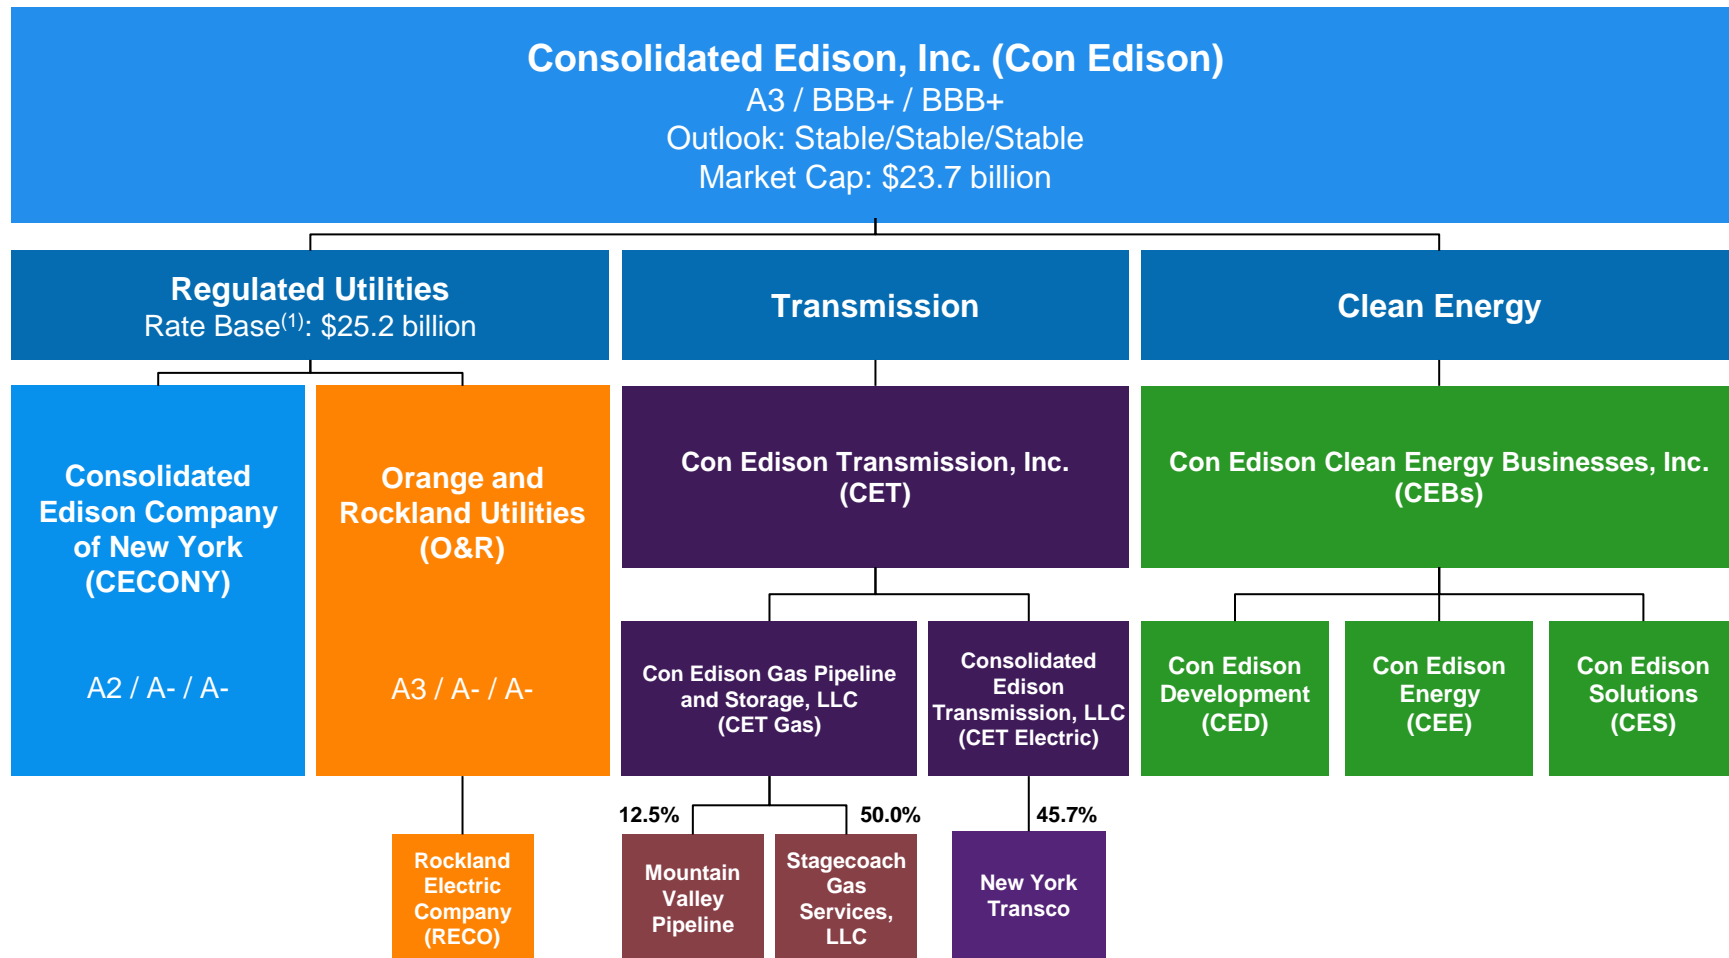 Consolidated Edison, Inc. (Con Edison)
A3 / BBB+ / BBB+
Outlook: Stable/Stable/Stable
Market Cap: $23.7 billion
Regulated Utilities
Rate Base(1): $25.2 billion
Transmission
Clean Energy
Consolidated
Edison Company
of New York
(CECONY)
A2 / A- / A-
Orange and
Rockland Utilities
(O&R)
A3 / A- / A-
Con Edison Transmission, Inc.
(CET)
Con Edison Clean Energy Businesses, Inc.
(CEBs)
Con Edison Gas Pipeline
and Storage, LLC
(CET Gas)
Consolidated
Edison
Transmission, LLC
(CET Electric)
Con Edison
Development
(CED)
Con Edison
Energy
(CEE)
Con Edison
Solutions
(CES)
12.5%
50.0%
45.7%
Rockland
Electric
Company
(RECO)
Mountain
Valley
Pipeline
Stagecoach
Gas
Services,
LLC
New York
Transco